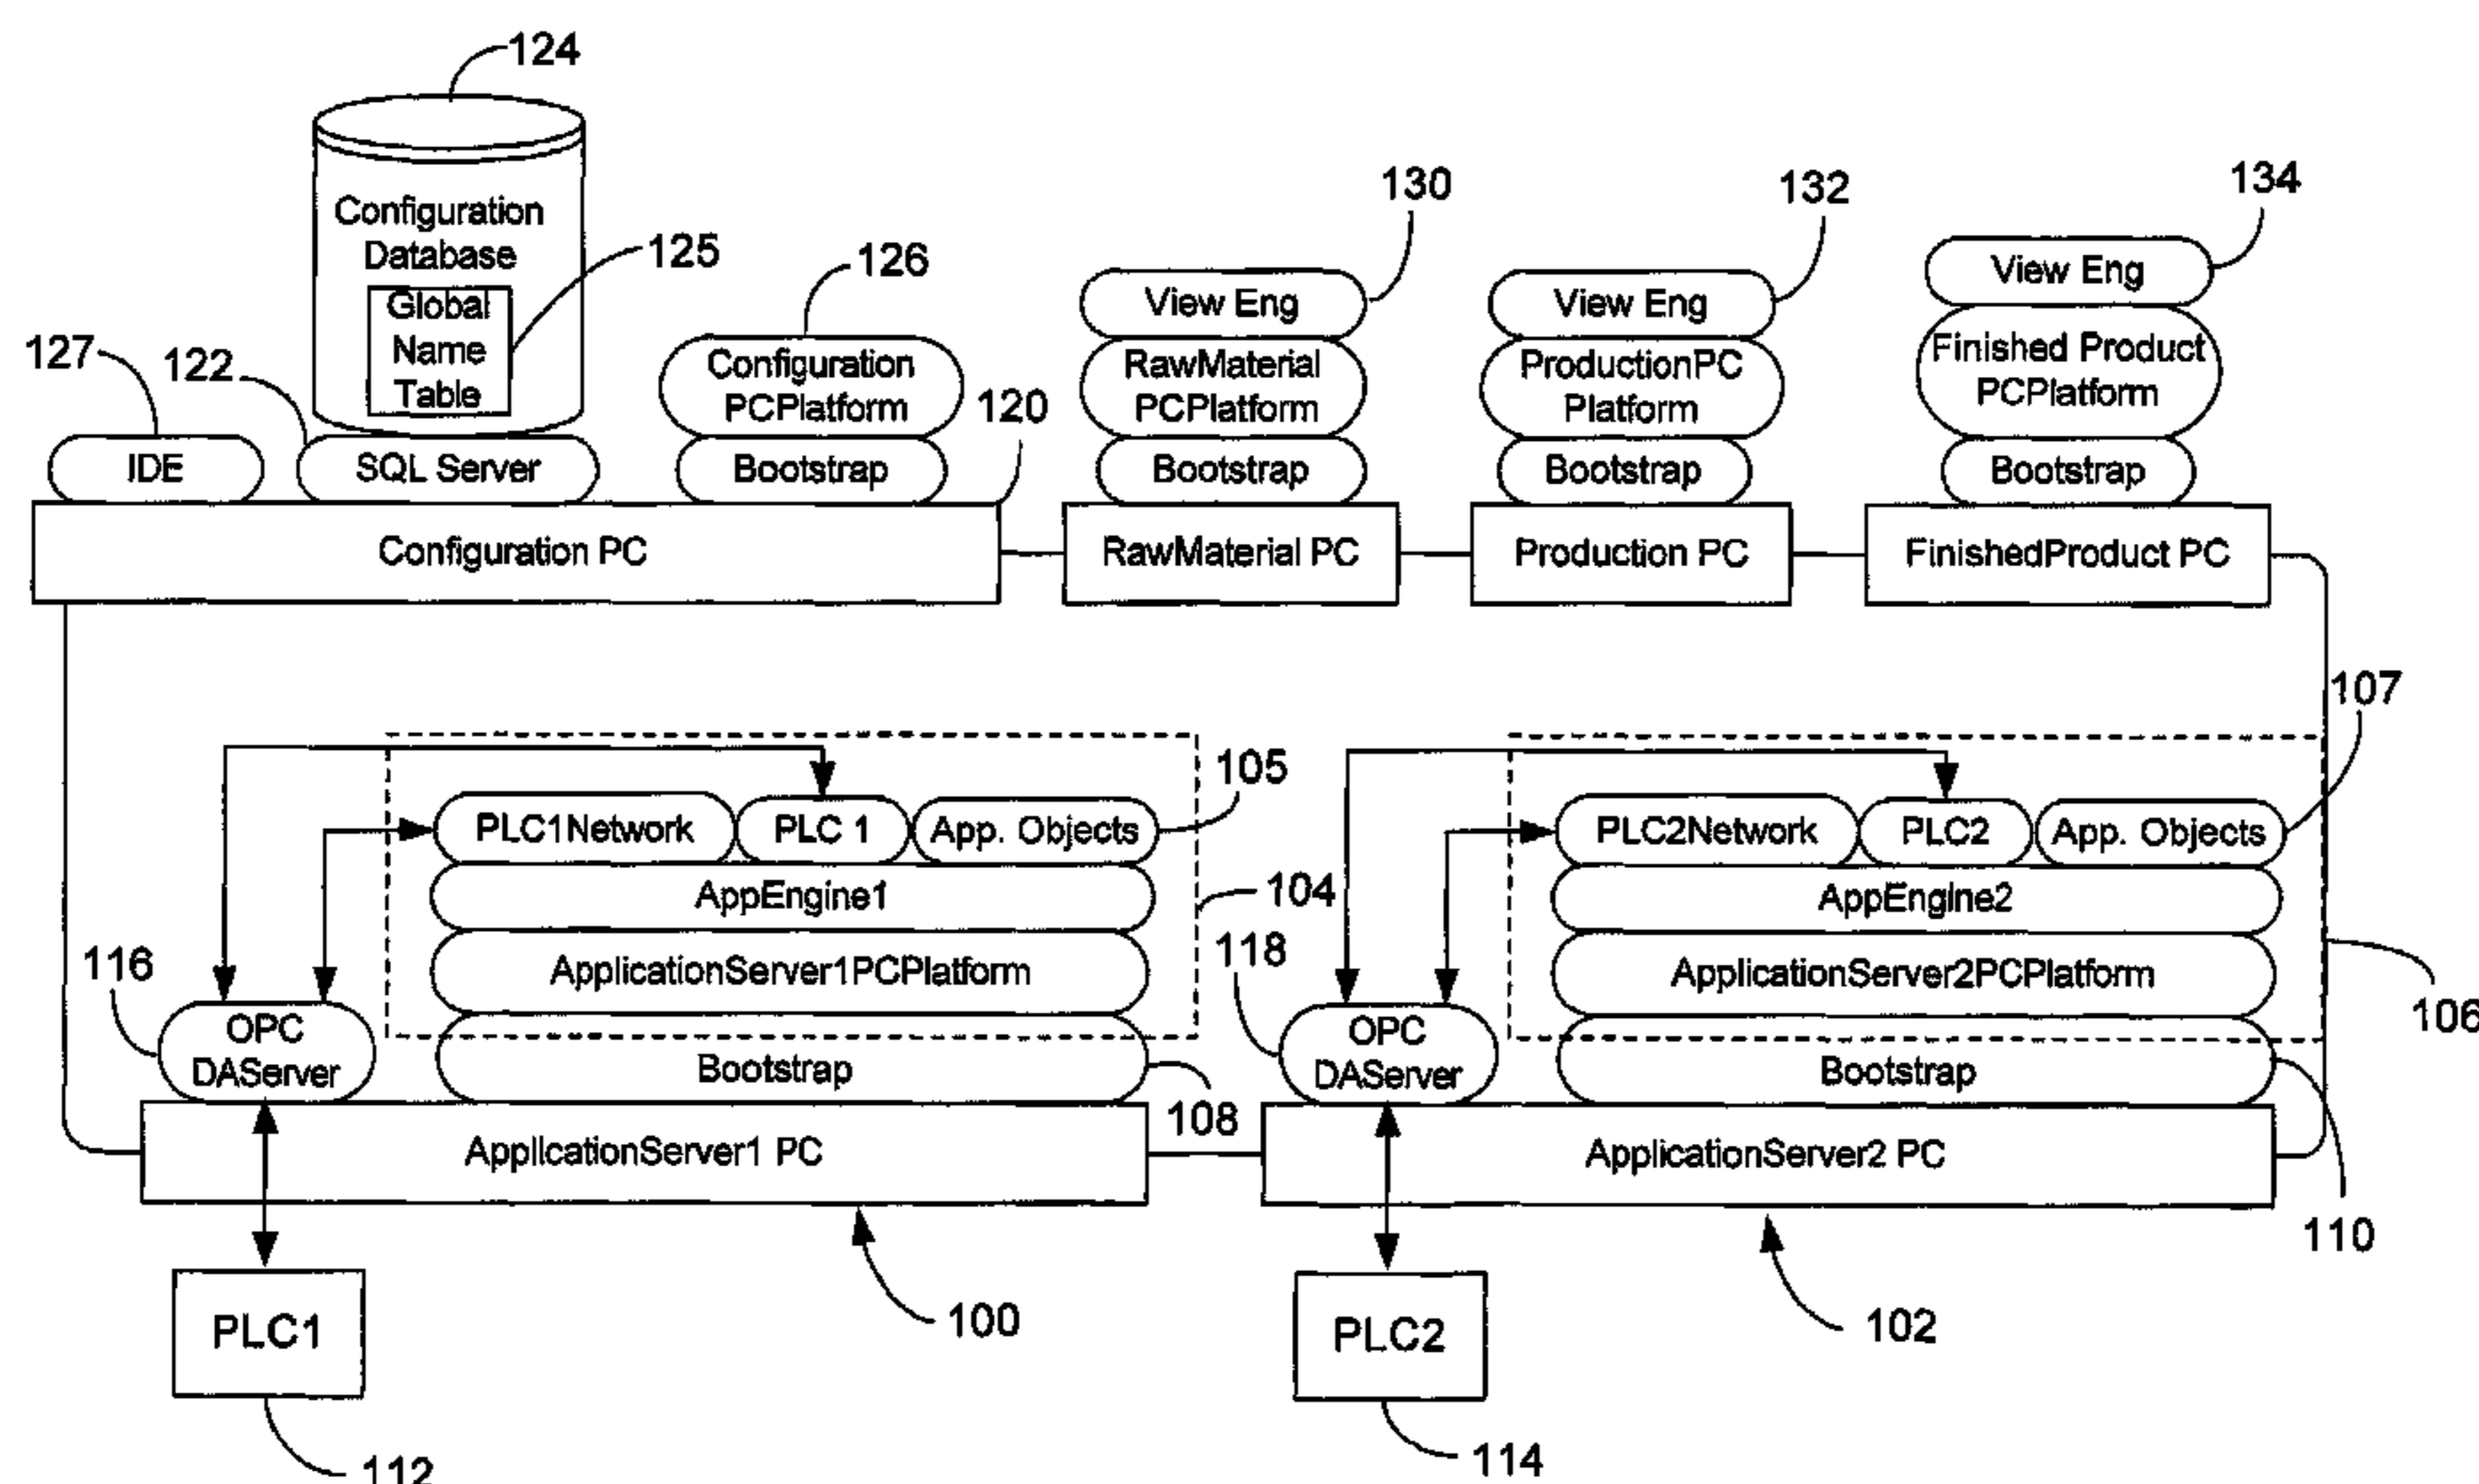 124
130
132
134
Configuration
Database
125
126
Global
Name
Table
127
122
120
View Eng
View Eng
View Eng
Configuration
PCPlatform
RawMaterial
PCPlatform
ProductionPC
Platform
Finished Product
PCPlatform
IDE
SQL Server
Bootstrap
Bootstrap
Bootstrap
Bootstrap
Configuration PC
RawMaterial PC
Production PC
FinishedProduct PC
107
105
PLC1Network
PLC 1
App. Objects
PLC2Network
PLC2
App. Objects
AppEngine1
104
AppEngine2
116
118
ApplicationServer1PCPlatform
ApplicationServer2PCPlatform
106
OPC
DAServer
Bootstrap
OPC
DAServer
Bootstrap
108
ApplicationServer1 PC
ApplicationServer2 PC
110
PLC1
100
PLC2
102
112
114